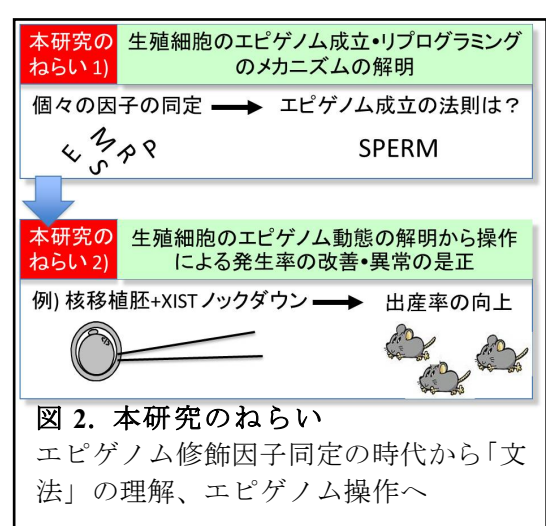 本研究の
ねらい 1)
生殖細胞のエピゲノム成立・リプログラミング
のメカニズムの解明
個々の因子の同定 → エピゲノム成立の法則は?
E M S R P
SPERM
本研究の
ねらい 2)
生殖細胞のエピゲノム動態の解明から操作
による発生率の改善・異常の是正
例) 核移植胚+XIST ノックダウン → 出産率の向上
図 2. 本研究のねらい
エピゲノム修飾因子同定の時代から「文
法」の理解、エピゲノム操作へ